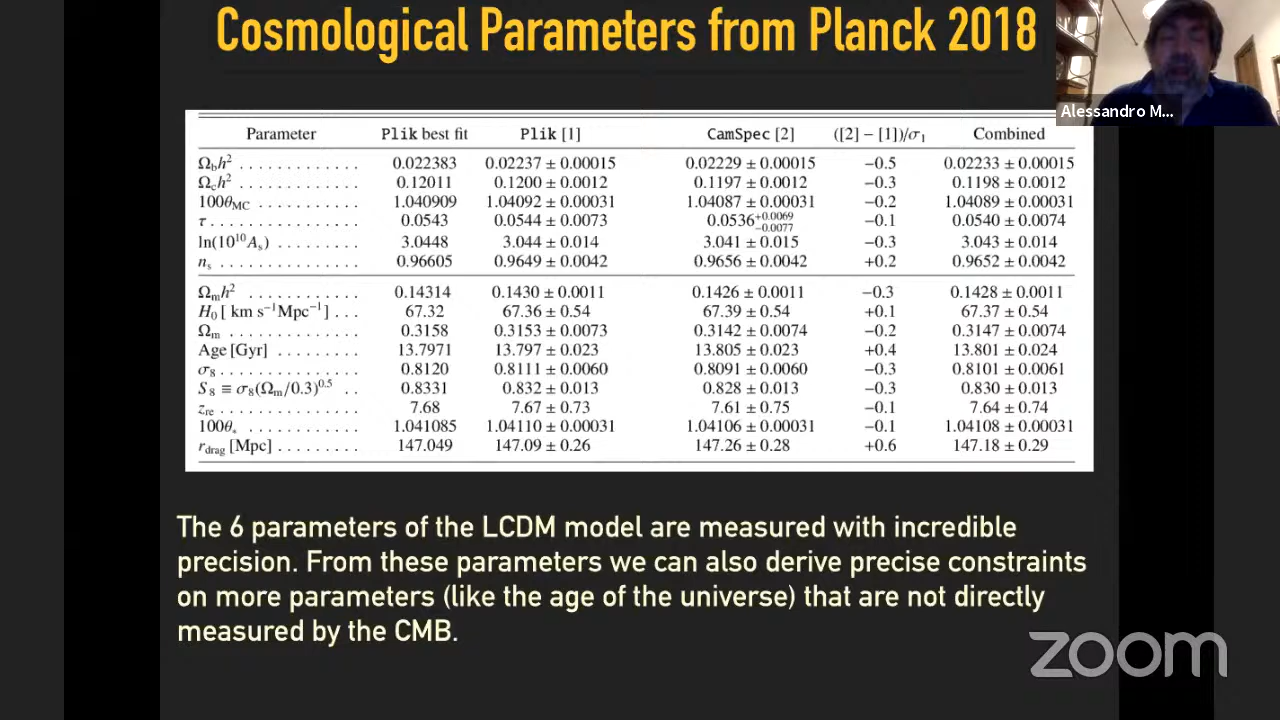 Cosmological Parameters from Planck 2018
Alessandro M...
Parameter Plik best fit Plik [1] CamSpec [2] ([2] − [1])/σ₁ Combined
Ω_b h² . . . . . . . . . . . . . 0.022383 0.02237 ± 0.00015 0.02229 ± 0.00015 −0.5 0.02233 ± 0.00015
Ω_c h² . . . . . . . . . . . . . 0.12011 0.1200 ± 0.0012 0.1197 ± 0.0012 −0.3 0.1198 ± 0.0012
100θ_MC . . . . . . . . . . . 1.040909 1.04092 ± 0.00031 1.04087 ± 0.00031 −0.2 1.04089 ± 0.00031
τ . . . . . . . . . . . . . . . . 0.0543 0.0544 ± 0.0073 0.0536 +0.0069 −0.0077 −0.1 0.0540 ± 0.0074
ln(10¹⁰A_s) . . . . . . . . . 3.0448 3.044 ± 0.014 3.041 ± 0.015 −0.3 3.043 ± 0.014
n_s . . . . . . . . . . . . . . . 0.96605 0.9649 ± 0.0042 0.9656 ± 0.0042 +0.2 0.9652 ± 0.0042
Ω_m h² . . . . . . . . . . . . 0.14314 0.1430 ± 0.0011 0.1426 ± 0.0011 −0.3 0.1428 ± 0.0011
H₀ [ km s⁻¹ Mpc⁻¹ ] . . . 67.32 67.36 ± 0.54 67.39 ± 0.54 +0.1 67.37 ± 0.54
Ω_m . . . . . . . . . . . . . . 0.3158 0.3153 ± 0.0073 0.3142 ± 0.0074 −0.2 0.3147 ± 0.0074
Age [Gyr] . . . . . . . . . 13.7971 13.797 ± 0.023 13.805 ± 0.023 +0.4 13.801 ± 0.024
σ₈ . . . . . . . . . . . . . . . 0.8120 0.8111 ± 0.0060 0.8091 ± 0.0060 −0.3 0.8101 ± 0.0061
S₈ ≡ σ₈(Ω_m/0.3)^0.5 . . 0.8331 0.832 ± 0.013 0.828 ± 0.013 −0.3 0.830 ± 0.013
z_re . . . . . . . . . . . . . . 7.68 7.67 ± 0.73 7.61 ± 0.75 −0.1 7.64 ± 0.74
100θ_* . . . . . . . . . . . . 1.041085 1.04110 ± 0.00031 1.04106 ± 0.00031 −0.1 1.04108 ± 0.00031
r_drag [Mpc] . . . . . . . . . 147.049 147.09 ± 0.26 147.26 ± 0.28 +0.6 147.18 ± 0.29
The 6 parameters of the LCDM model are measured with incredible
precision. From these parameters we can also derive precise constraints
on more parameters (like the age of the universe) that are not directly
measured by the CMB.
zoom